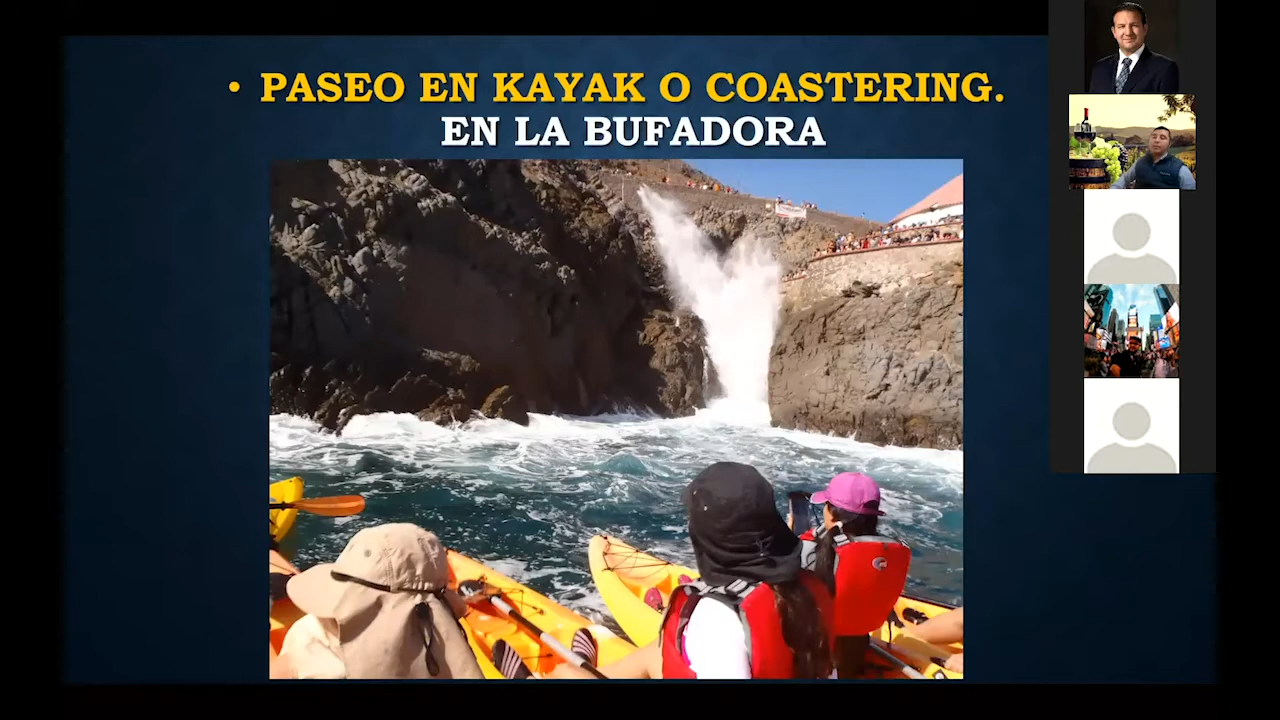 • PASEO EN KAYAK O COASTERING.
EN LA BUFADORA